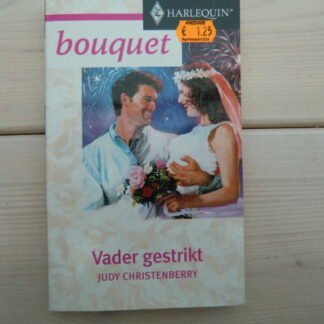 HARLEQUIN®
€ 1,25
bouquet
Vader gestrikt
JUDY CHRISTENBERRY